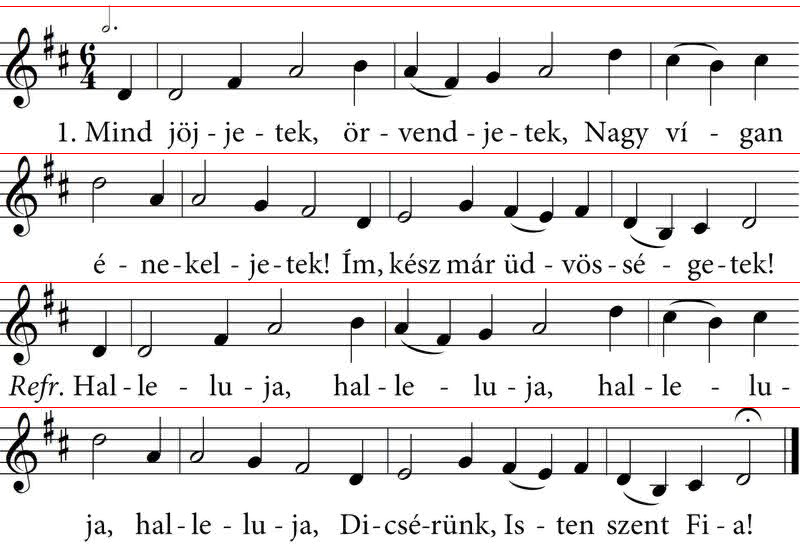 6
4
1. Mind jöj - je - tek, ör - vend - je - tek, Nagy ví - gan
é - ne - kel - je - tek! Ím, kész már üd - vös - sé - ge - tek!
Refr. Hal - le - lu - ja, hal - le - lu - ja, hal - le - lu -
ja, hal - le - lu - ja, Di - csé - rünk, Is - ten szent Fi - a!